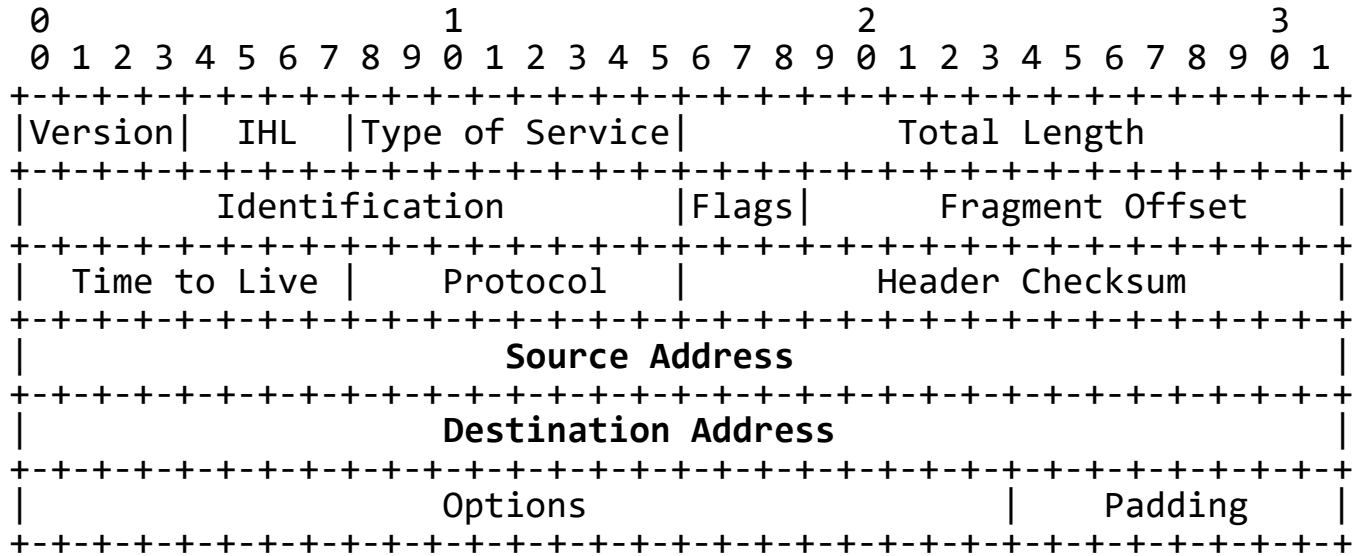 0                   1                   2                   3
 0 1 2 3 4 5 6 7 8 9 0 1 2 3 4 5 6 7 8 9 0 1 2 3 4 5 6 7 8 9 0 1
+-+-+-+-+-+-+-+-+-+-+-+-+-+-+-+-+-+-+-+-+-+-+-+-+-+-+-+-+-+-+-+-+
|Version|  IHL  |Type of Service|          Total Length         |
+-+-+-+-+-+-+-+-+-+-+-+-+-+-+-+-+-+-+-+-+-+-+-+-+-+-+-+-+-+-+-+-+
|         Identification        |Flags|      Fragment Offset    |
+-+-+-+-+-+-+-+-+-+-+-+-+-+-+-+-+-+-+-+-+-+-+-+-+-+-+-+-+-+-+-+-+
|  Time to Live |    Protocol   |         Header Checksum       |
+-+-+-+-+-+-+-+-+-+-+-+-+-+-+-+-+-+-+-+-+-+-+-+-+-+-+-+-+-+-+-+-+
|                       Source Address                          |
+-+-+-+-+-+-+-+-+-+-+-+-+-+-+-+-+-+-+-+-+-+-+-+-+-+-+-+-+-+-+-+-+
|                    Destination Address                        |
+-+-+-+-+-+-+-+-+-+-+-+-+-+-+-+-+-+-+-+-+-+-+-+-+-+-+-+-+-+-+-+-+
|                    Options                    |    Padding    |
+-+-+-+-+-+-+-+-+-+-+-+-+-+-+-+-+-+-+-+-+-+-+-+-+-+-+-+-+-+-+-+-+